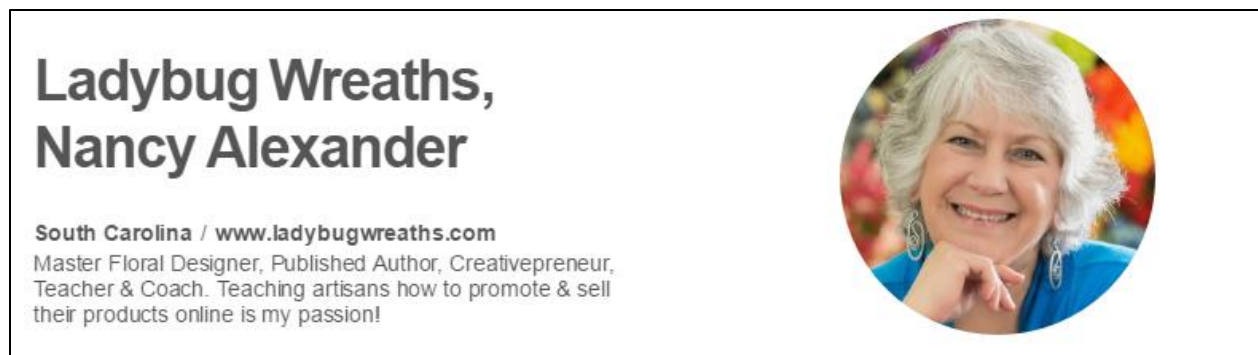 Ladybug Wreaths,
Nancy Alexander
South Carolina / www.ladybugwreaths.com
Master Floral Designer, Published Author, Creativepreneur,
Teacher & Coach. Teaching artisans how to promote & sell
their products online is my passion!